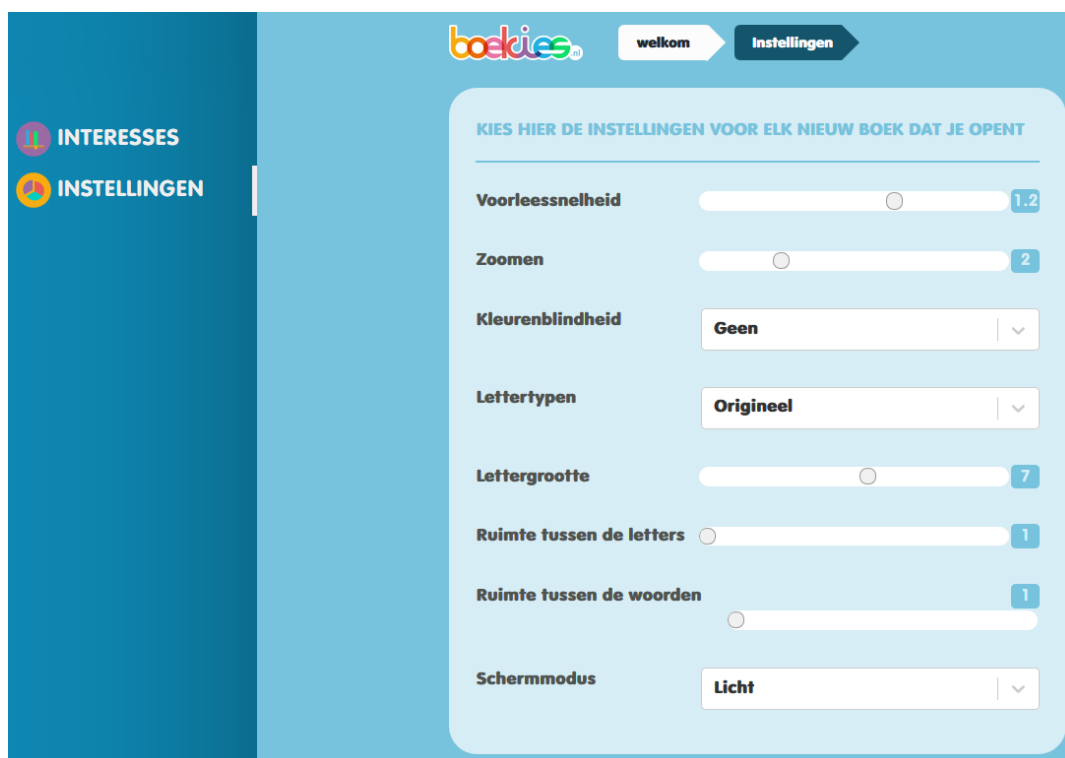 boekies.nl
welkom
Instellingen
INTERESSES
INSTELLINGEN
KIES HIER DE INSTELLINGEN VOOR ELK NIEUW BOEK DAT JE OPENT
Voorleessnelheid 1.2
Zoomen 2
Kleurenblindheid Geen
Lettertypen Origineel
Lettergrootte 7
Ruimte tussen de letters 1
Ruimte tussen de woorden 1
Schermmodus Licht